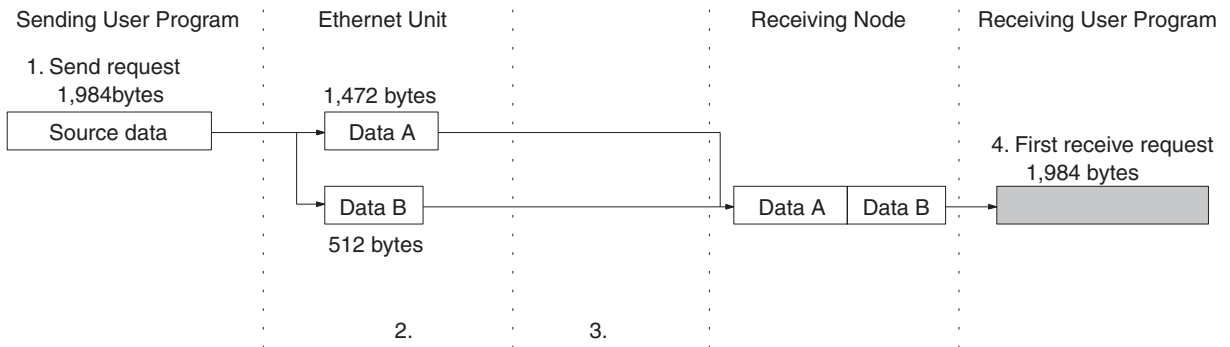 Sending User Program
Ethernet Unit
Receiving Node
Receiving User Program
1. Send request
1,984bytes
Source data
1,472 bytes
Data A
Data B
512 bytes
Data A
Data B
4. First receive request
1,984 bytes
2.
3.